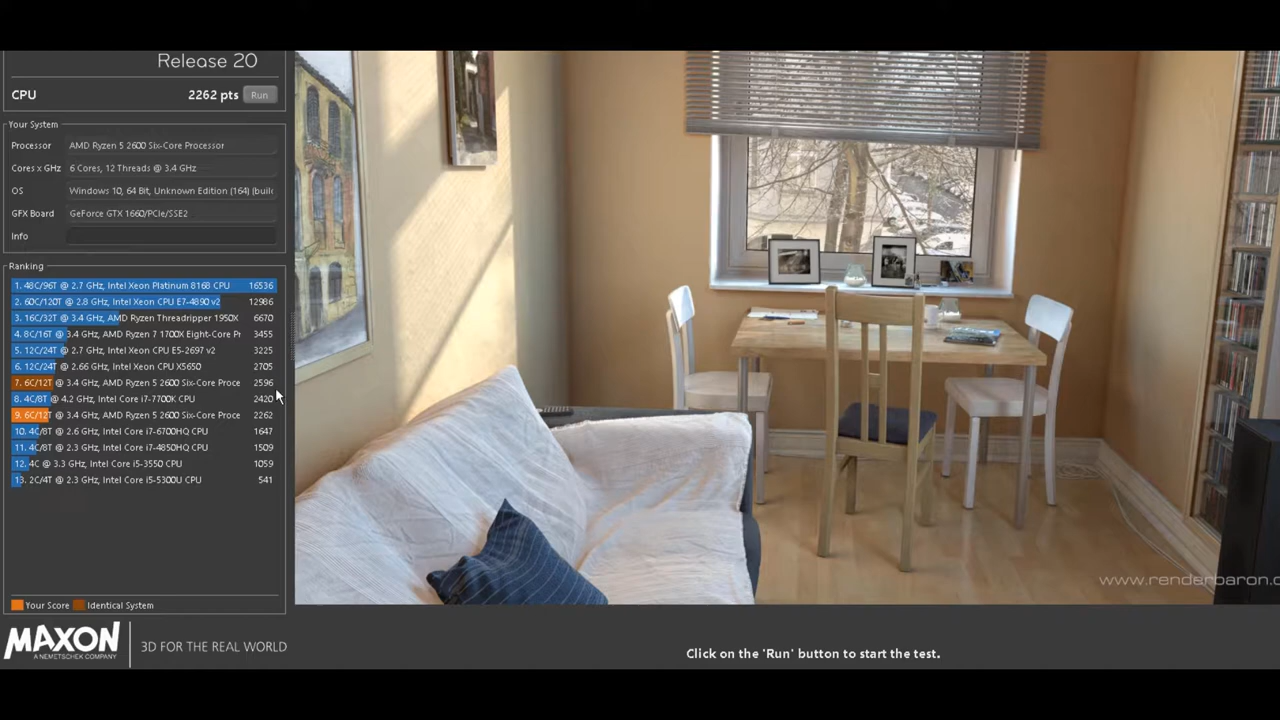 Release 20
CPU 2262 pts Run
Your System
Processor AMD Ryzen 5 2600 Six-Core Processor
Cores x GHz 6 Cores, 12 Threads @ 3.4 GHz
OS Windows 10, 64 Bit, Unknown Edition (164) (buil
GFX Board GeForce GTX 1660/PCIe/SSE2
Info
Ranking
1. 48C/96T @ 2.7 GHz, Intel Xeon Platinum 8168 CPU 16536
2. 60C/120T @ 2.8 GHz, Intel Xeon CPU E7-4890 v2 12986
3. 16C/32T @ 3.4 GHz, AMD Ryzen Threadripper 1950X 6670
4. 8C/16T @ 3.4 GHz, AMD Ryzen 7 1700X Eight-Core Pr 3455
5. 12C/24T @ 2.7 GHz, Intel Xeon CPU E5-2697 v2 3225
6. 12C/24T @ 2.66 GHz, Intel Xeon CPU X5650 2705
7. 6C/12T @ 3.4 GHz, AMD Ryzen 5 2600 Six-Core Proce 2596
8. 4C/8T @ 4.2 GHz, Intel Core i7-7700K CPU 2420
9. 6C/12T @ 3.4 GHz, AMD Ryzen 5 2600 Six-Core Proce 2262
10. 4C/8T @ 2.6 GHz, Intel Core i7-6700HQ CPU 1647
11. 4C/8T @ 2.3 GHz, Intel Core i7-4850HQ CPU 1509
12. 4C @ 3.3 GHz, Intel Core i5-3550 CPU 1059
13. 2C/4T @ 2.3 GHz, Intel Core i5-5300U CPU 541
www.renderbaron.c
Your Score Identical System
MAXON
A NEMETSCHEK COMPANY
3D FOR THE REAL WORLD
Click on the 'Run' button to start the test.